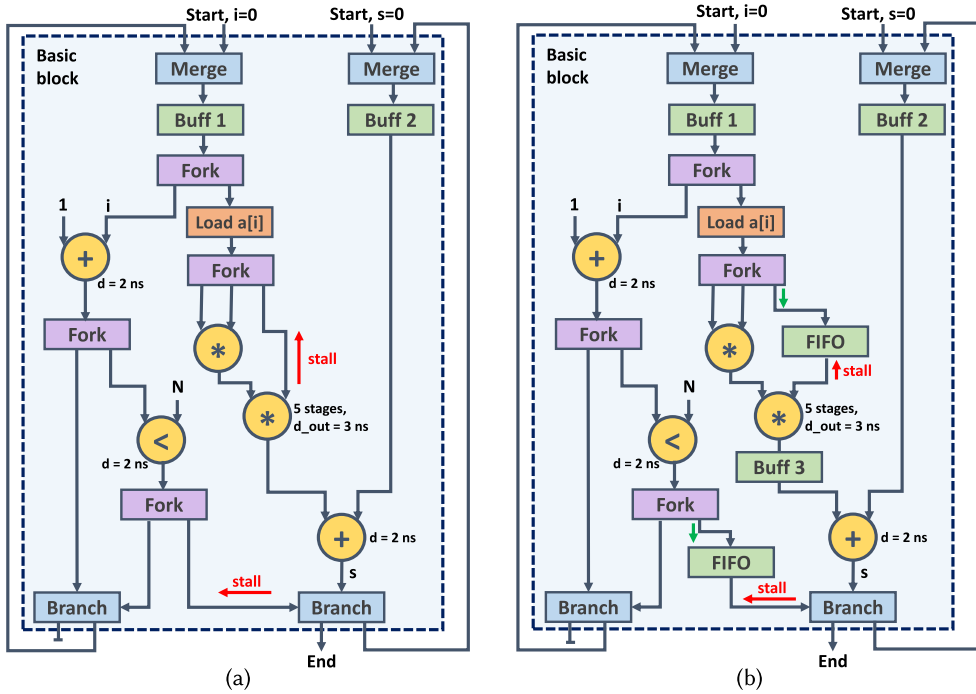 Start, i=0 Start, s=0
Basic
block
Merge Merge
Buff 1 Buff 2
Fork
1 i
Load a[i]
+
d = 2 ns
Fork
Fork
*
stall
N
*
5 stages,
d_out = 3 ns
<
d = 2 ns
Fork
+
d = 2 ns
s
stall
Branch Branch
End
(a)
Start, i=0 Start, s=0
Basic
block
Merge Merge
Buff 1 Buff 2
Fork
1 i
Load a[i]
+
d = 2 ns
Fork
Fork
FIFO
*
stall
N
*
5 stages,
d_out = 3 ns
<
d = 2 ns
Buff 3
Fork
+
d = 2 ns
FIFO
s
stall
Branch Branch
End
(b)